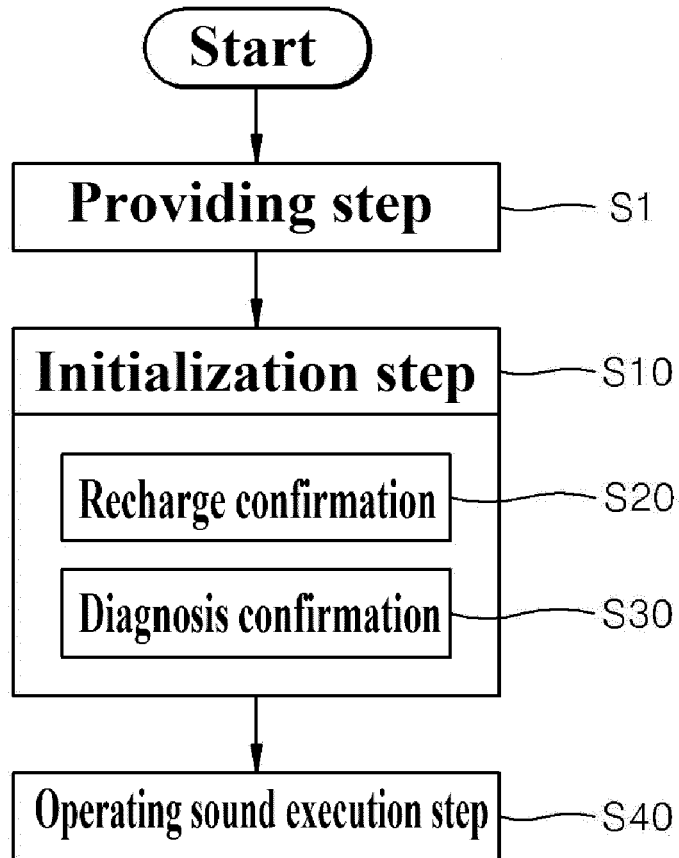 Start
Providing step
S1
Initialization step
S10
Recharge confirmation
S20
Diagnosis confirmation
S30
Operating sound execution step
S40